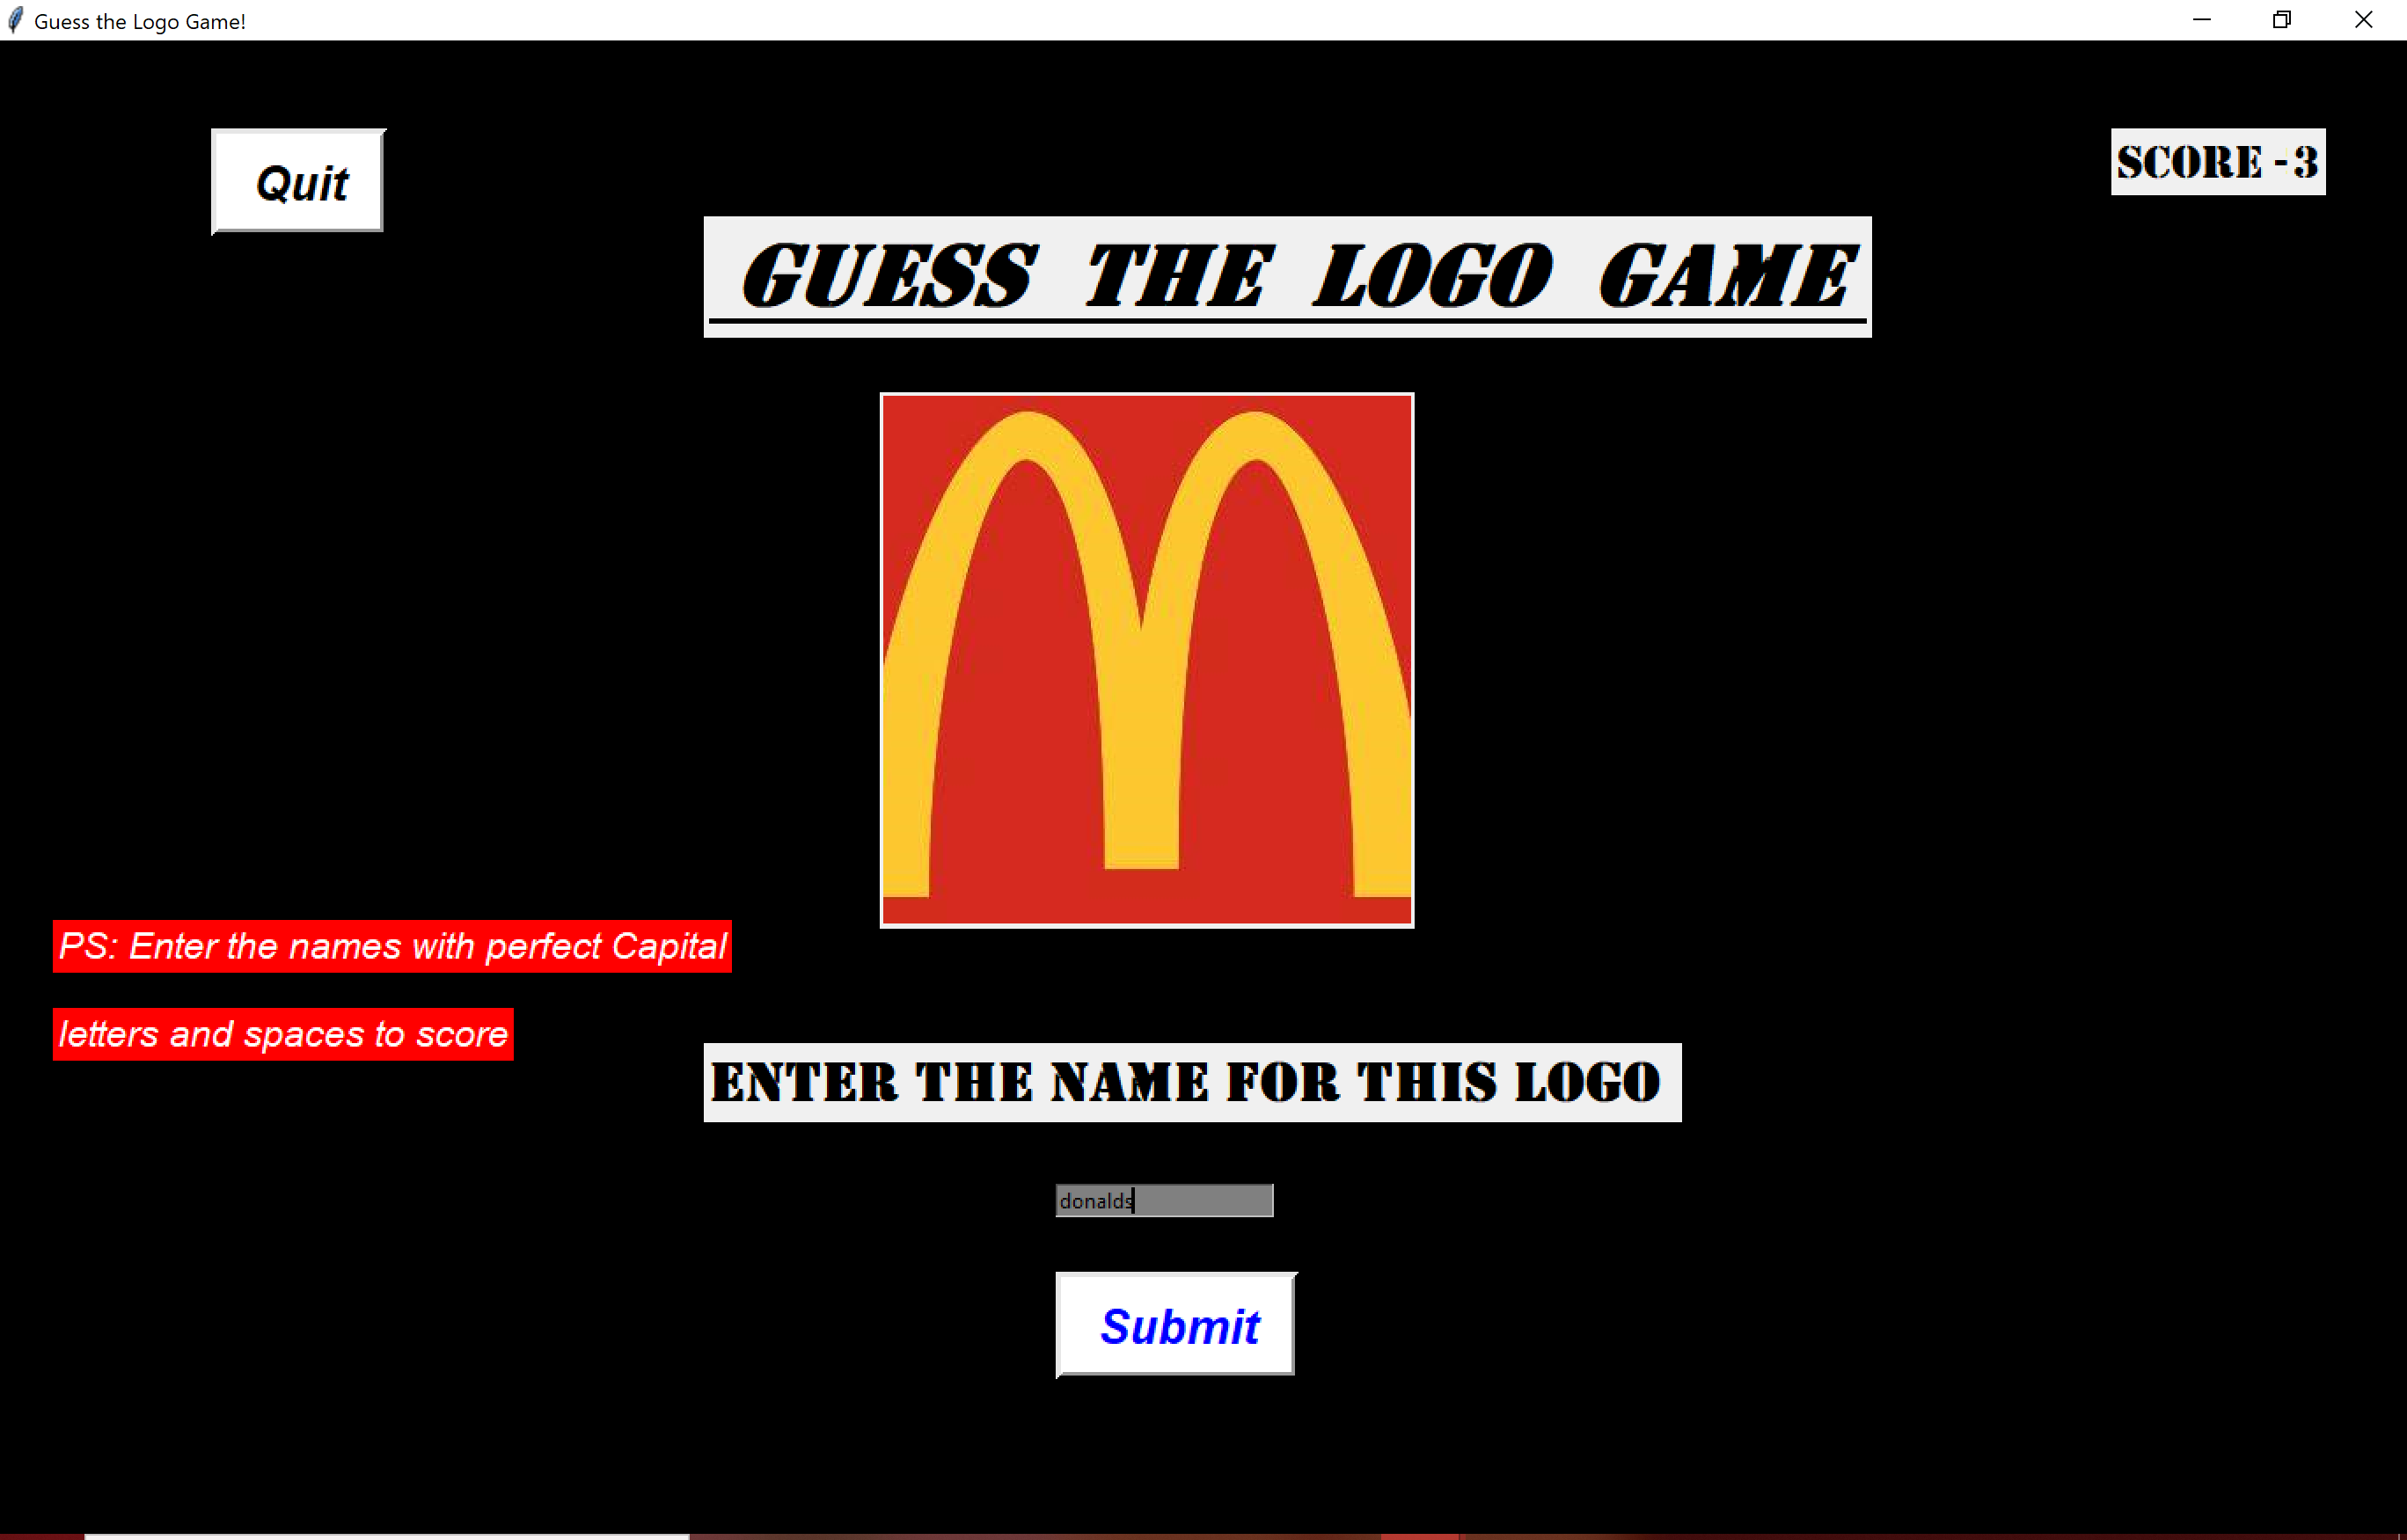 Guess the Logo Game!
Quit
SCORE -3
GUESS THE LOGO GAME
PS: Enter the names with perfect Capital
letters and spaces to score
ENTER THE NAME FOR THIS LOGO
donalds
Submit